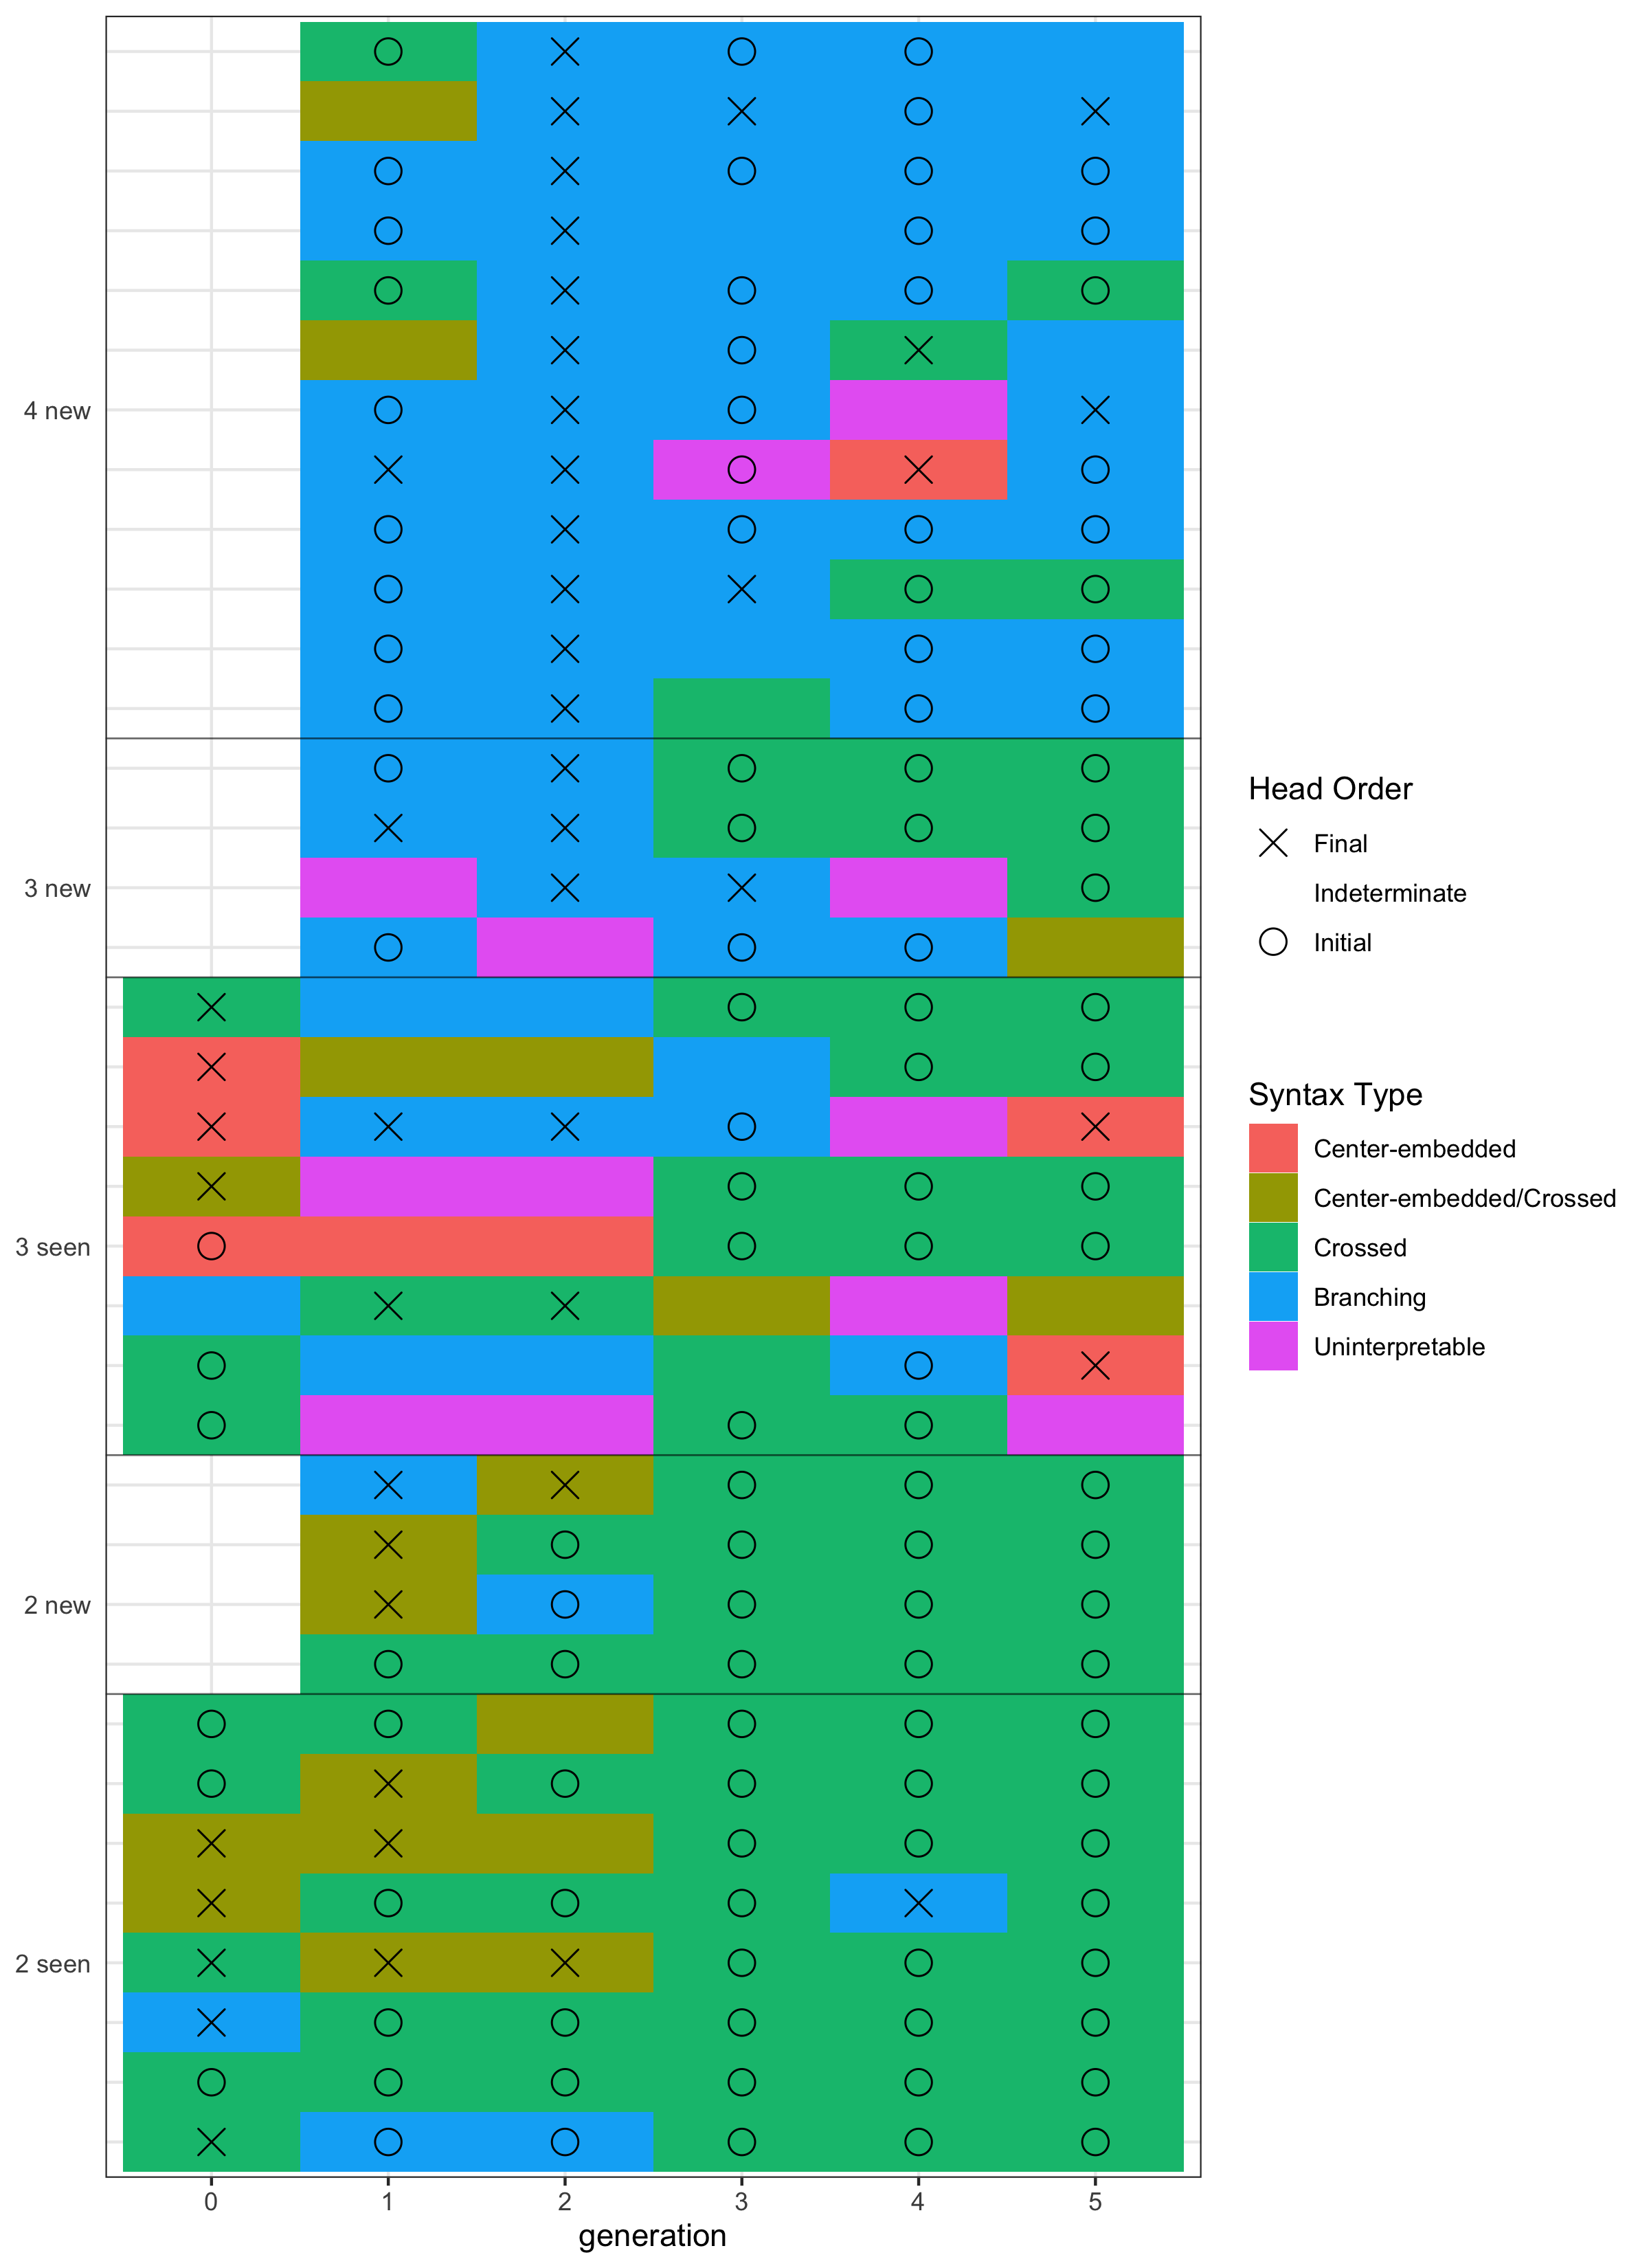 4 new
3 new
3 seen
2 new
2 seen
0 1 2 3 4 5
generation
Head Order
Final
Indeterminate
Initial
Syntax Type
Center-embedded
Center-embedded/Crossed
Crossed
Branching
Uninterpretable